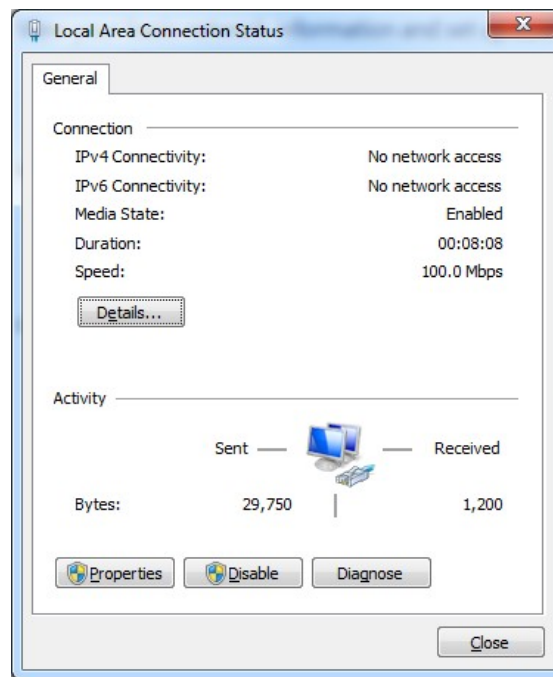 Local Area Connection Status
General
Connection
IPv4 Connectivity: No network access
IPv6 Connectivity: No network access
Media State: Enabled
Duration: 00:08:08
Speed: 100.0 Mbps
Details...
Activity
Sent Received
Bytes: 29,750 1,200
Properties Disable Diagnose
Close